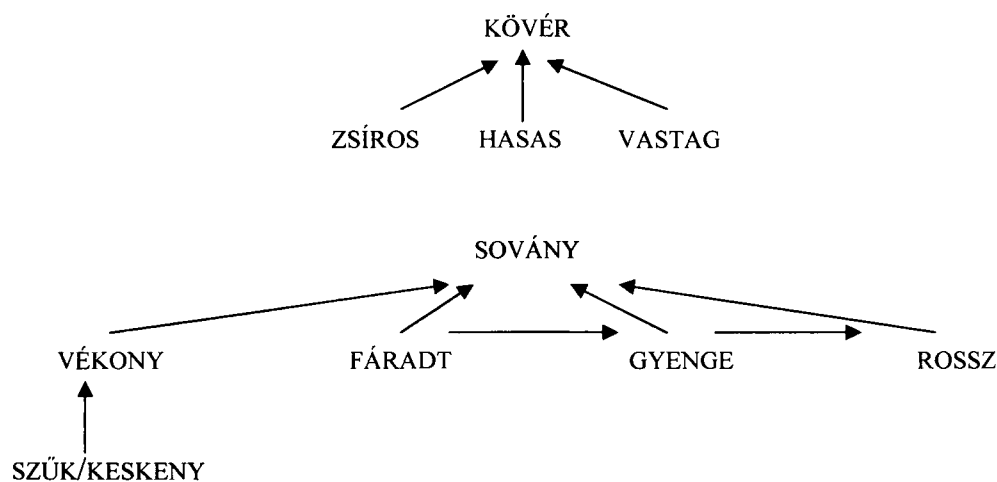 KÖVÉR
ZSÍROS HASAS VASTAG
SOVÁNY
VÉKONY FÁRADT GYENGE ROSSZ
SZŰK/KESKENY